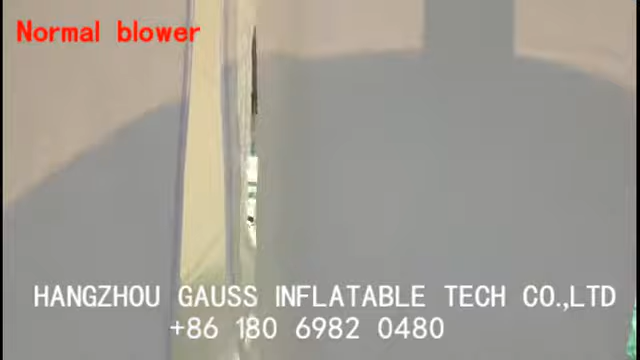 Normal blower
HANGZHOU GAUSS INFLATABLE TECH CO.,LTD
+86 180 6982 0480